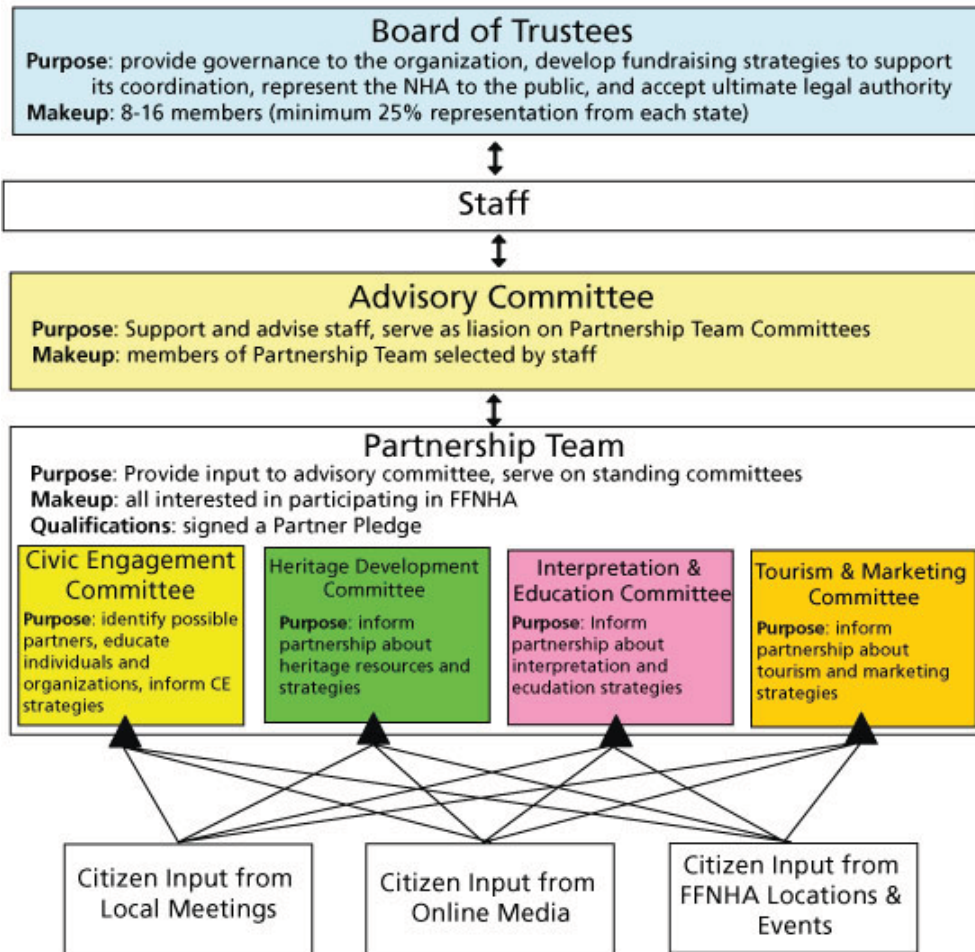 Board of Trustees
Purpose: provide governance to the organization, develop fundraising strategies to support
its coordination, represent the NHA to the public, and accept ultimate legal authority
Makeup: 8-16 members (minimum 25% representation from each state)
Staff
Advisory Committee
Purpose: Support and advise staff, serve as liasion on Partnership Team Committees
Makeup: members of Partnership Team selected by staff
Partnership Team
Purpose: Provide input to advisory committee, serve on standing committees
Makeup: all interested in participating in FFNHA
Qualifications: signed a Partner Pledge
Civic Engagement
Committee
Purpose: identify possible
partners, educate
individuals and
organizations, inform CE
strategies
Heritage Development
Committee
Purpose: inform
partnership about
heritage resources and
strategies
Interpretation &
Education Committee
Purpose: Inform
partnership about
interpretation and
ecudation strategies
Tourism & Marketing
Committee
Purpose: inform
partnership about
tourism and marketing
strategies
Citizen Input from
Local Meetings
Citizen Input from
Online Media
Citizen Input from
FFNHA Locations &
Events